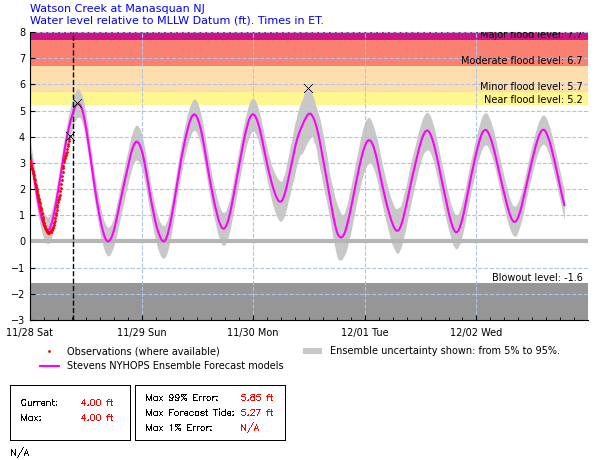 Watson Creek at Manasquan NJ
Water level relative to MLLW Datum (ft). Times in ET.
8
Major flood level: 7.7
7
Moderate flood level: 6.7
6
Minor flood level: 5.7
Near flood level: 5.2
5
4
3
2
1
0
−1
Blowout level: -1.6
−2
−3
11/28 Sat 11/29 Sun 11/30 Mon 12/01 Tue 12/02 Wed
Observations (where available) Ensemble uncertainty shown: from 5% to 95%.
Stevens NYHOPS Ensemble Forecast models
Current: 4.00 ft
Max: 4.00 ft
Max 99% Error: 5.85 ft
Max Forecast Tide: 5.27 ft
Max 1% Error: N/A
N/A